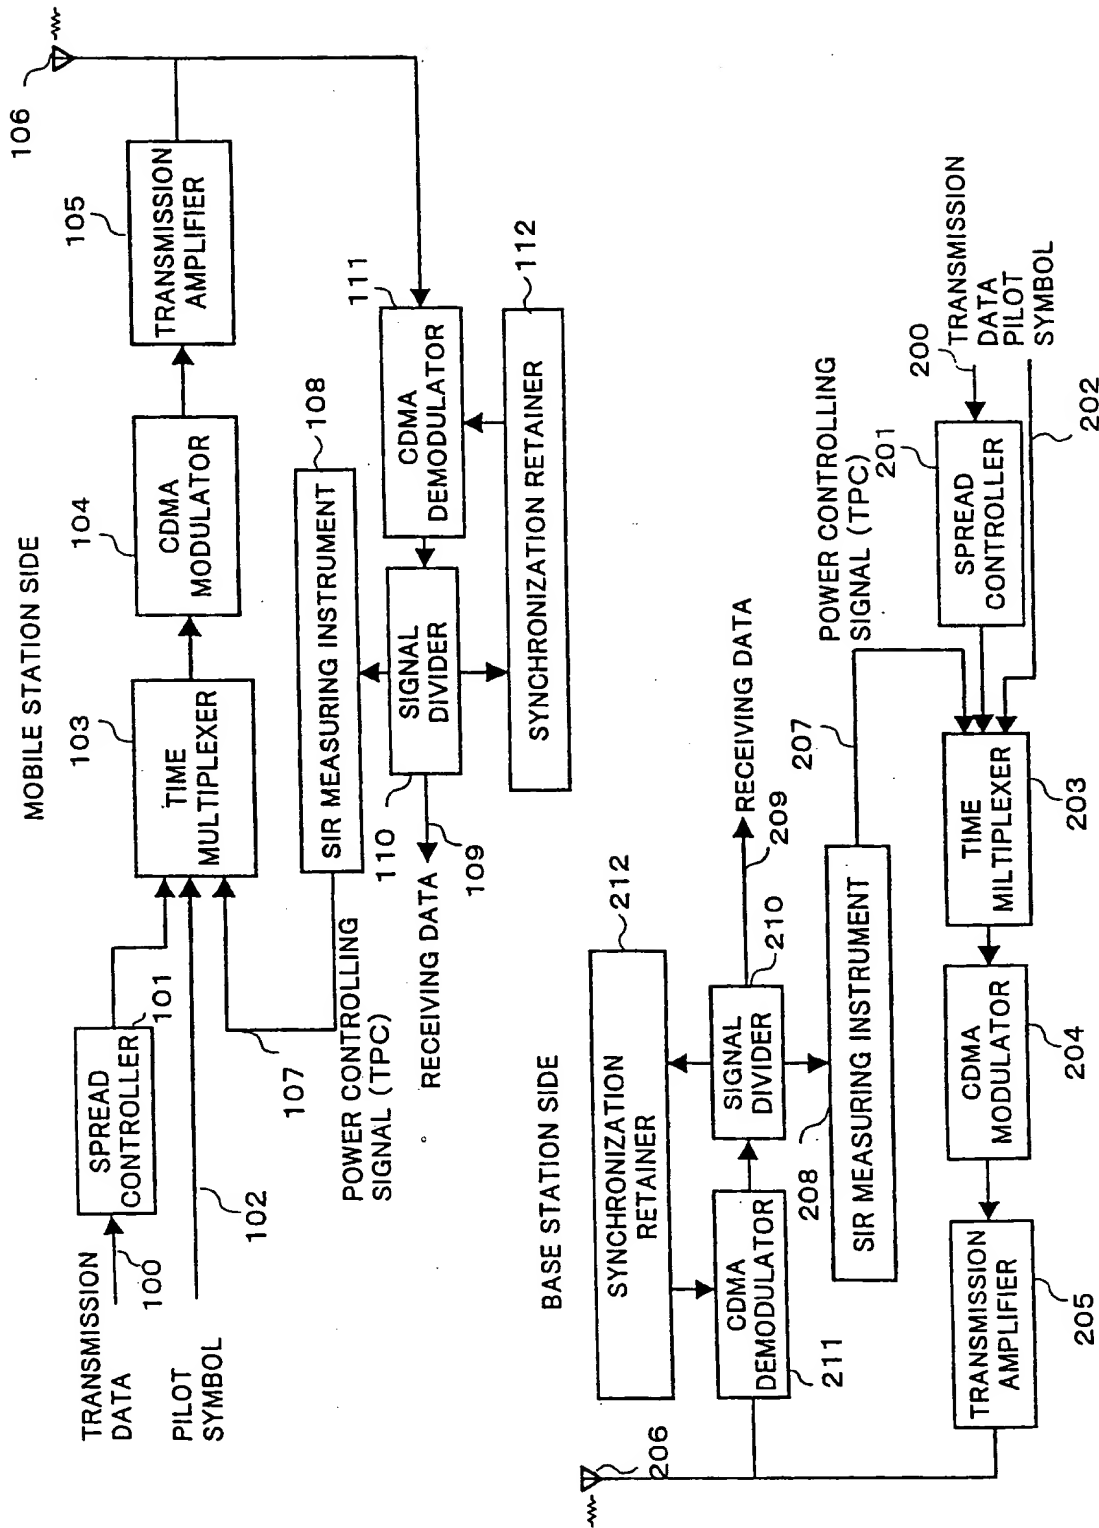 MOBILE STATION SIDE
TRANSMISSION
DATA
100
SPREAD
CONTROLLER
101
PILOT
SYMBOL
102
TIME
MULTIPLEXER
103
CDMA
MODULATOR
104
TRANSMISSION
AMPLIFIER
105
106
107
POWER CONTROLLING
SIGNAL (TPC)
SIR MEASURING INSTRUMENT
108
RECEIVING DATA
109
110
SIGNAL
DIVIDER
CDMA
DEMODULATOR
111
SYNCHRONIZATION RETAINER
112
BASE STATION SIDE
SYNCHRONIZATION
RETAINER
212
206
CDMA
DEMODULATOR
211
SIGNAL
DIVIDER
210
209
RECEIVING DATA
208
SIR MEASURING INSTRUMENT
207
POWER CONTROLLING
SIGNAL (TPC)
TRANSMISSION
AMPLIFIER
205
CDMA
MODULATOR
204
TIME
MILTIPLEXER
203
SPREAD
CONTROLLER
201
200
TRANSMISSION
DATA
PILOT
SYMBOL
202